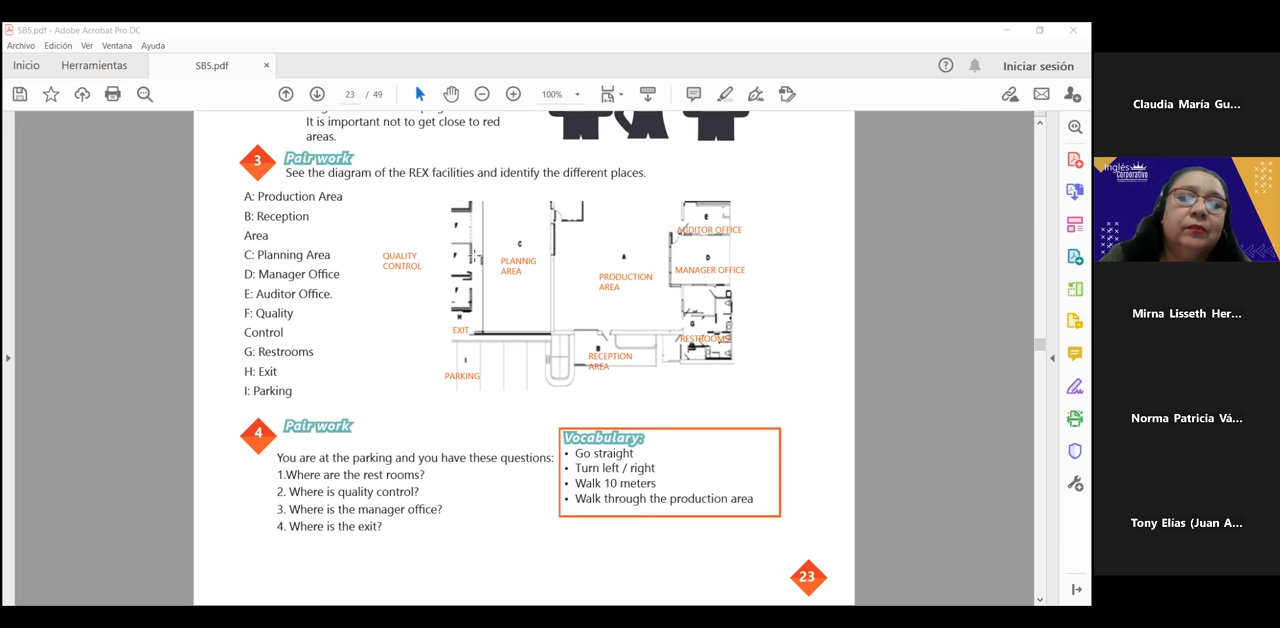 SB5.pdf - Adobe Acrobat Pro DC
Archivo Edición Ver Ventana Ayuda
Inicio Herramientas SB5.pdf × Iniciar sesión
23 / 49 100%
It is important not to get close to red
areas.
3 Pair work
See the diagram of the REX facilities and identify the different places.
A: Production Area
B: Reception
Area
C: Planning Area
D: Manager Office
E: Auditor Office.
F: Quality
Control
G: Restrooms
H: Exit
I: Parking
QUALITY
CONTROL
F
F
F
H
EXIT
I
PARKING
C
PLANNIG
AREA
A
PRODUCTION
AREA
B
RECEPTION
AREA
E
AUDITOR OFFICE
D
MANAGER OFFICE
G
RESTROOMS
4 Pair work
You are at the parking and you have these questions:
1.Where are the rest rooms?
2. Where is quality control?
3. Where is the manager office?
4. Where is the exit?
Vocabulary:
• Go straight
• Turn left / right
• Walk 10 meters
• Walk through the production area
23
Claudia María Gu...
Inglés
Corporativo
Mirna Lisseth Her...
Norma Patricia Vá...
Tony Elías (Juan A...